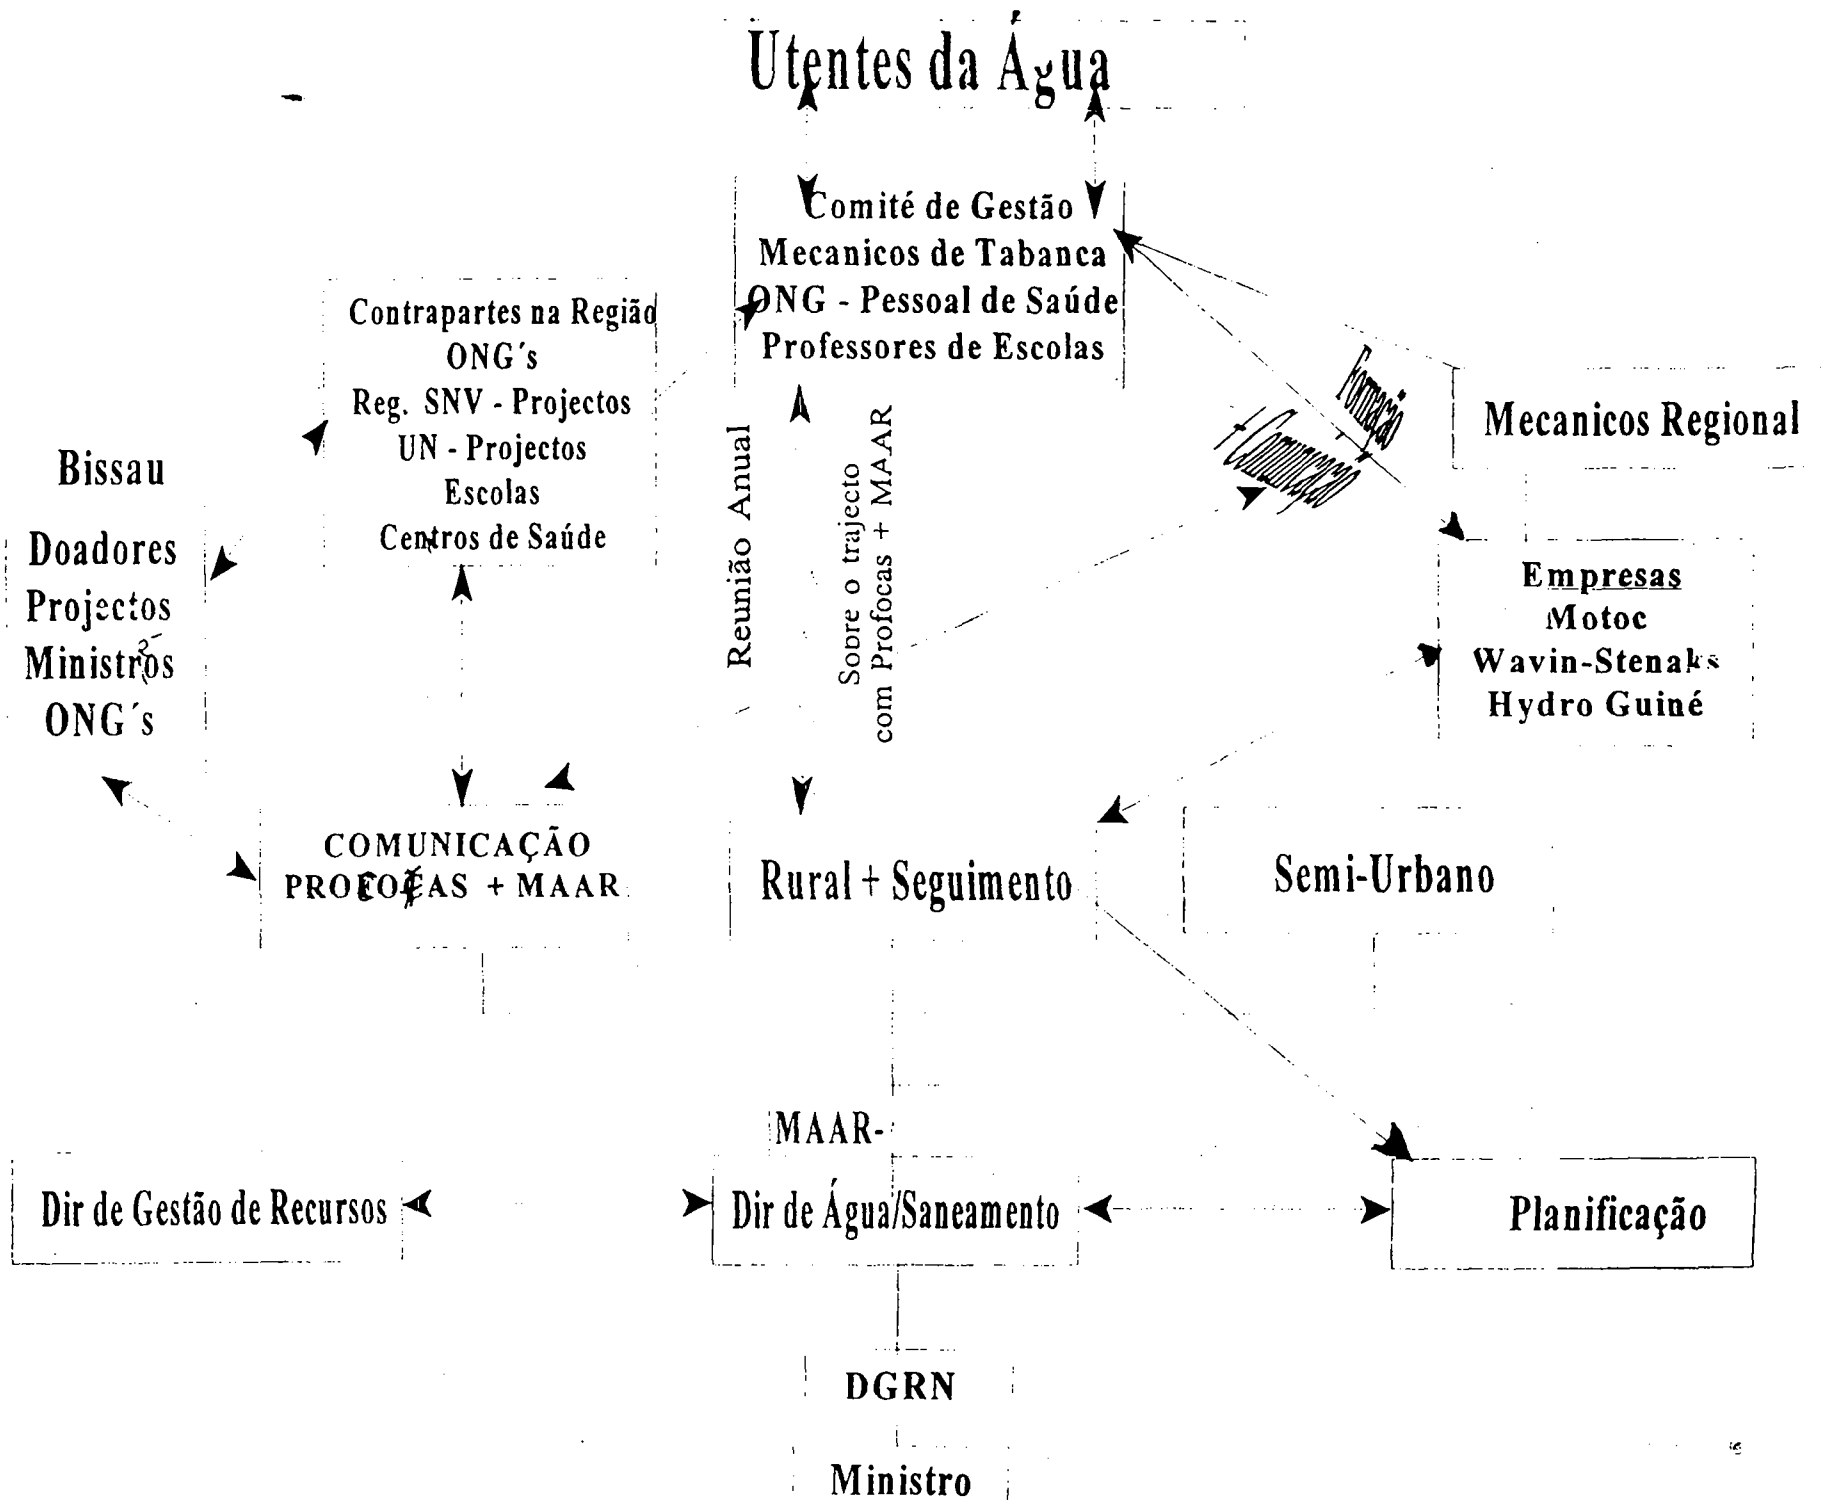 Utentes da Água
Comité de Gestão
Mecanicos de Tabanca
ONG - Pessoal de Saúde
Professores de Escolas
Contrapartes na Região
ONG´s
Reg. SNV - Projectos
UN - Projectos
Escolas
Centros de Saúde
Formação
+ Comunicação
Mecanicos Regional
Bissau
Doadores
Projectos
Ministros
ONG´s
Reunião Anual
Sobre o trajecto
com Profocas + MAAR
Empresas
Motoc
Wavin-Stenaks
Hydro Guiné
COMUNICAÇÃO
+ MAAR
Rural + Seguimento
Semi-Urbano
MAAR-
Dir de Gestão de Recursos
Dir de Água/Saneamento
Planificação
DGRN
Ministro